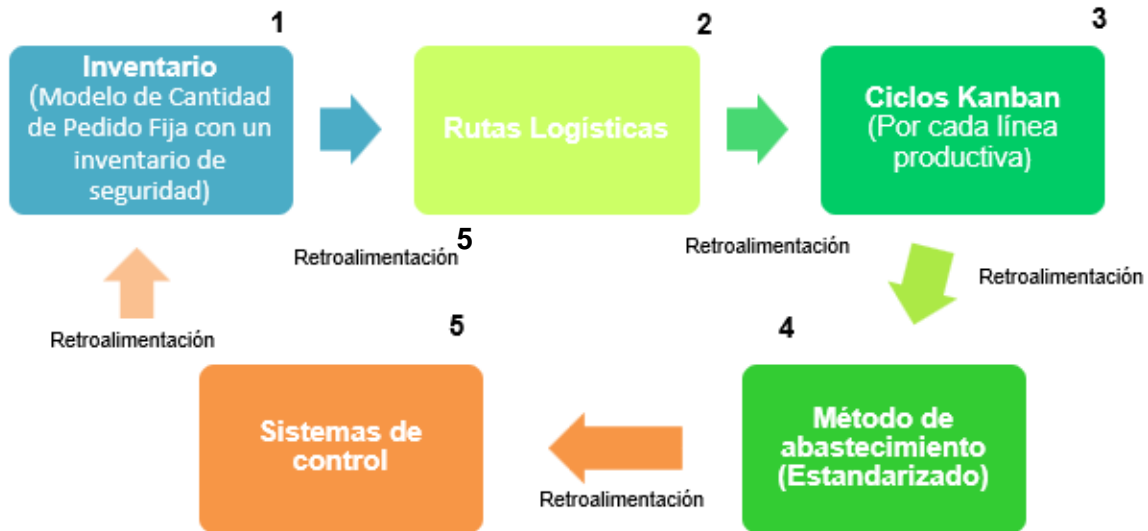 1
Inventario
(Modelo de Cantidad
de Pedido Fija con un
inventario de
seguridad)
2
Rutas Logísticas
3
Ciclos Kanban
(Por cada línea
productiva)
Retroalimentación
5
Retroalimentación
Retroalimentación
Retroalimentación
5
Sistemas de
control
4
Método de
abastecimiento
(Estandarizado)
Retroalimentación